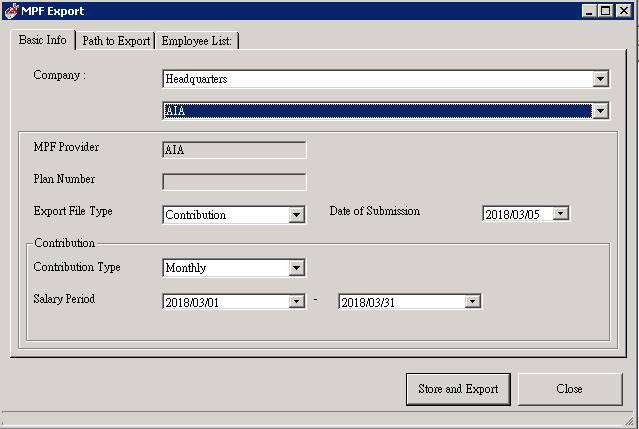 MPF Export
Basic Info Path to Export Employee List:
Company : Headquarters
AIA
MPF Provider AIA
Plan Number
Export File Type Contribution Date of Submission 2018/03/05
Contribution
Contribution Type Monthly
Salary Period 2018/03/01 - 2018/03/31
Store and Export Close